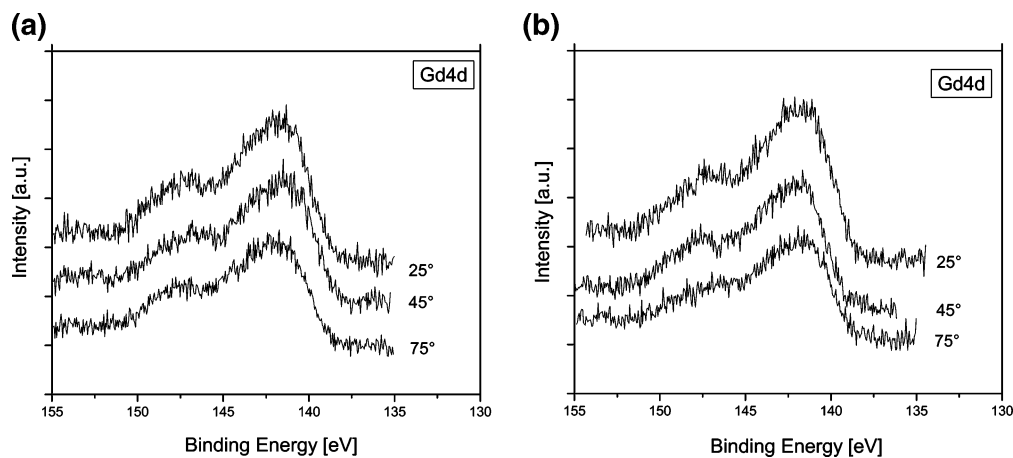 (a)
Gd4d
Intensity [a.u.]
25°
45°
75°
155 150 145 140 135 130
Binding Energy [eV]
(b)
Gd4d
Intensity [a.u.]
25°
45°
75°
155 150 145 140 135 130
Binding Energy [eV]